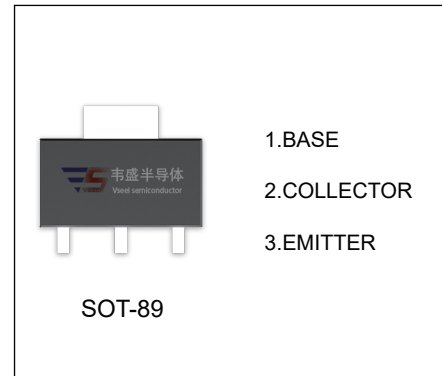 韦盛半导体
Vseei semiconductor
1.BASE
2.COLLECTOR
3.EMITTER
SOT-89